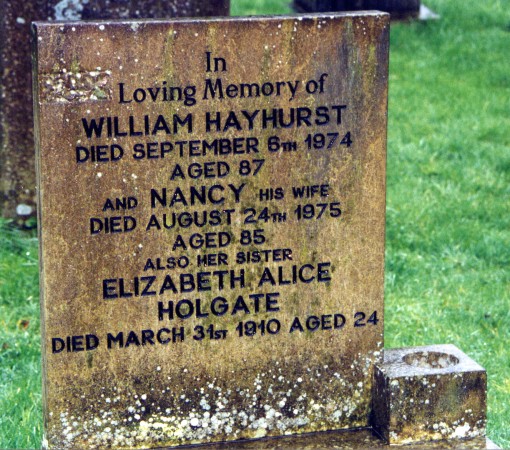 In
Loving Memory of
WILLIAM HAYHURST
DIED SEPTEMBER 6TH 1974
AGED 87
AND NANCY HIS WIFE
DIED AUGUST 24TH 1975
AGED 85
ALSO HER SISTER
ELIZABETH ALICE
HOLGATE
DIED MARCH 31ST 1910 AGED 24